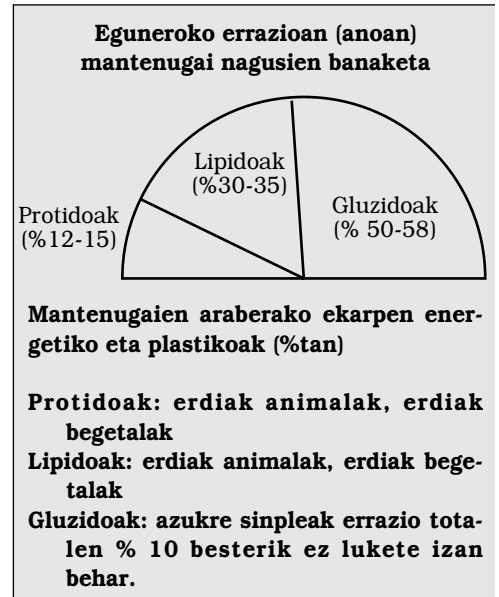 Eguneroko errazioan (anoan)
mantenugai nagusien banaketa
Lipidoak
(%30-35)
Protidoak
(%12-15)
Gluzidoak
(% 50-58)
Mantenugaien araberako ekarpen ener-
getiko eta plastikoak (%tan)
Protidoak: erdiak animalak, erdiak
begetalak
Lipidoak: erdiak animalak, erdiak bege-
talak
Gluzidoak: azukre sinpleak errazio tota-
len % 10 besterik ez lukete izan
behar.